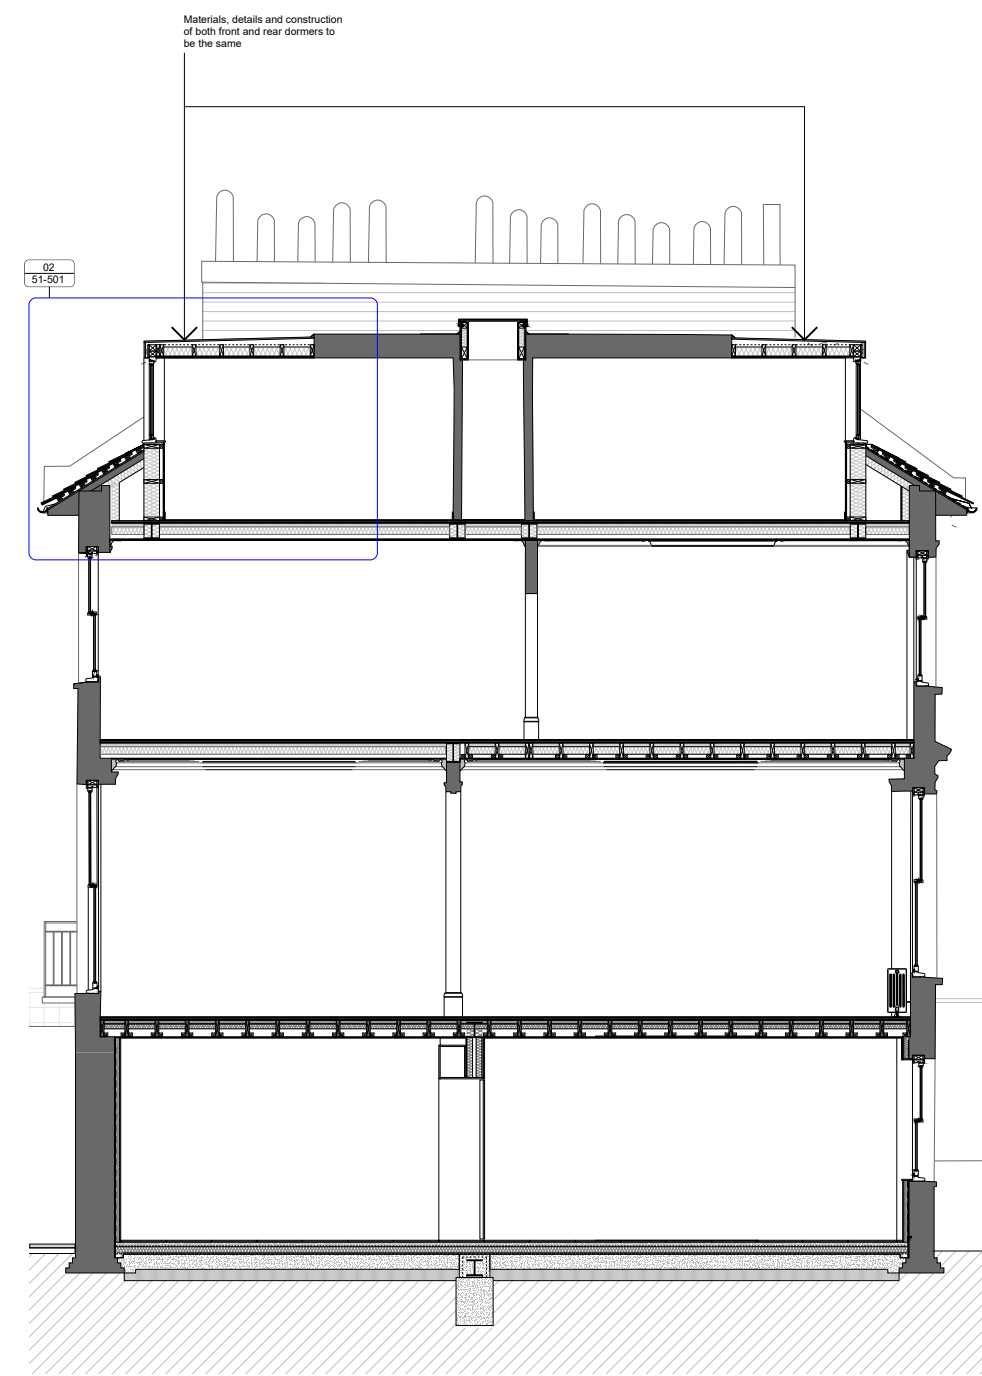 Materials, details and construction
of both front and rear dormers to
be the same
02
51-501